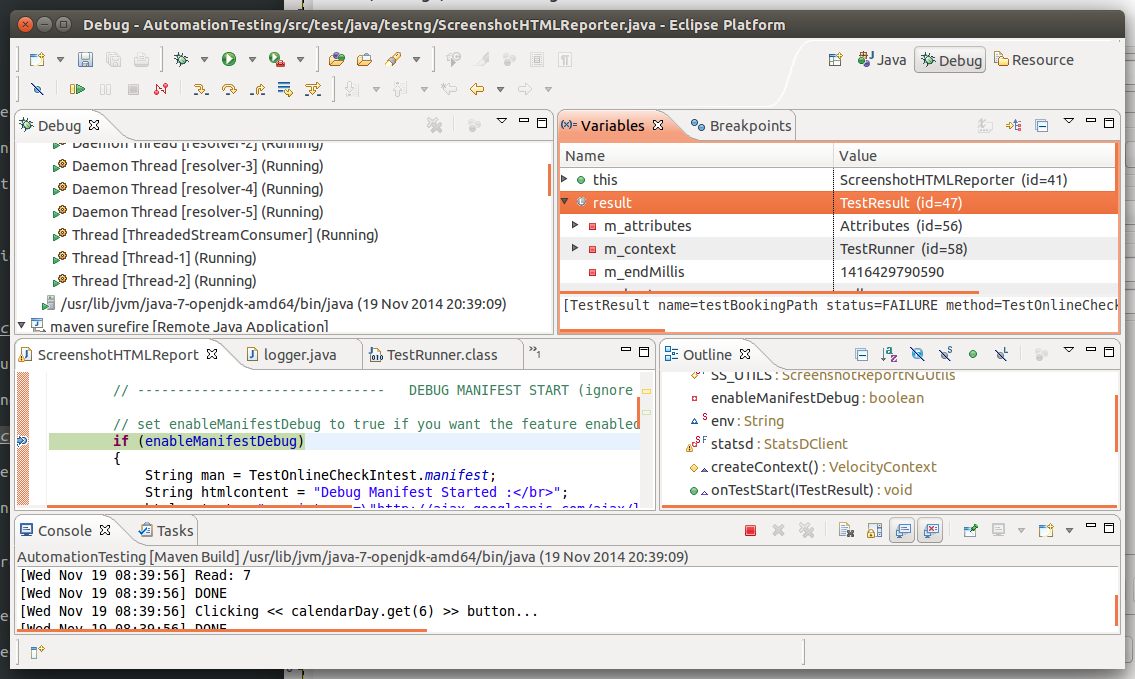 Debug - AutomationTesting/src/test/java/testng/ScreenshotHTMLReporter.java - Eclipse Platform
Java Debug Resource
Debug
Daemon Thread [resolver-2] (Running)
Daemon Thread [resolver-3] (Running)
Daemon Thread [resolver-4] (Running)
Daemon Thread [resolver-5] (Running)
Thread [ThreadedStreamConsumer] (Running)
Thread [Thread-1] (Running)
Thread [Thread-2] (Running)
/usr/lib/jvm/java-7-openjdk-amd64/bin/java (19 Nov 2014 20:39:09)
maven surefire [Remote Java Application]
(x)= Variables Breakpoints
Name Value
this ScreenshotHTMLReporter (id=41)
result TestResult (id=47)
m_attributes Attributes (id=56)
m_context TestRunner (id=58)
m_endMillis 1416429790590
[TestResult name=testBookingPath status=FAILURE method=TestOnlineCheck
ScreenshotHTMLReport logger.java TestRunner.class »1
// ------------------------------- DEBUG MANIFEST START (ignore
// set enableManifestDebug to true if you want the feature enabled
if (enableManifestDebug)
{
String man = TestOnlineCheckIntest.manifest;
String htmlcontent = "Debug Manifest Started :</br>";
Outline
SS_UTILS : ScreenshotReportNGUtils
enableManifestDebug : boolean
env : String
statsd : StatsDClient
createContext() : VelocityContext
onTestStart(ITestResult) : void
Console Tasks
AutomationTesting [Maven Build] /usr/lib/jvm/java-7-openjdk-amd64/bin/java (19 Nov 2014 20:39:09)
[Wed Nov 19 08:39:56] Read: 7
[Wed Nov 19 08:39:56] DONE
[Wed Nov 19 08:39:56] Clicking << calendarDay.get(6) >> button...
[Wed Nov 19 08:39:56] DONE